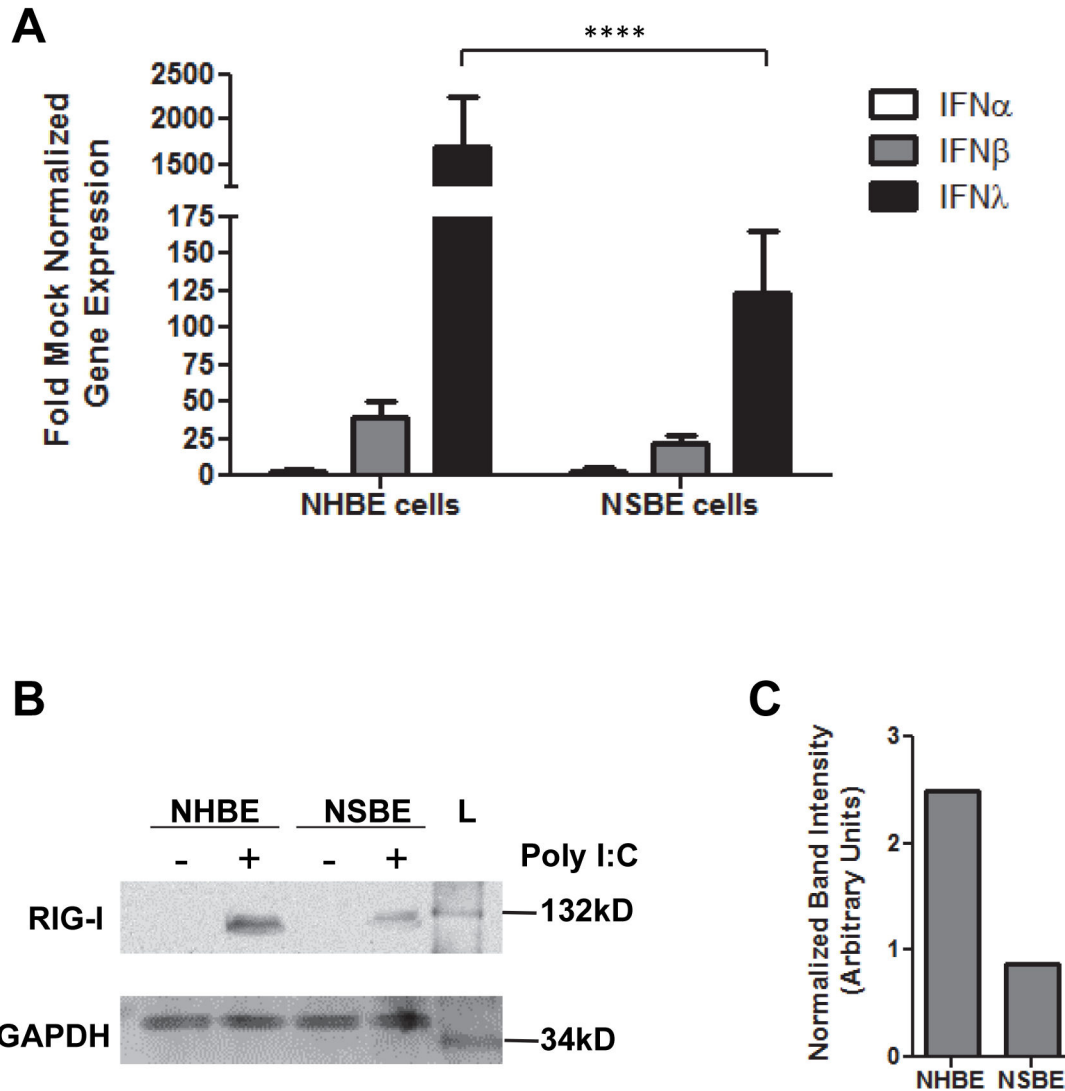 A
****
Fold Mock Normalized
Gene Expression
2500
2000
1500
175
150
125
100
75
50
25
0
NHBE cells
NSBE cells
IFNα
IFNβ
IFNλ
B
NHBE NSBE L
- + - + Poly I:C
RIG-I
132kD
GAPDH
34kD
C
Normalized Band Intensity
(Arbitrary Units)
3
2
1
0
NHBE NSBE